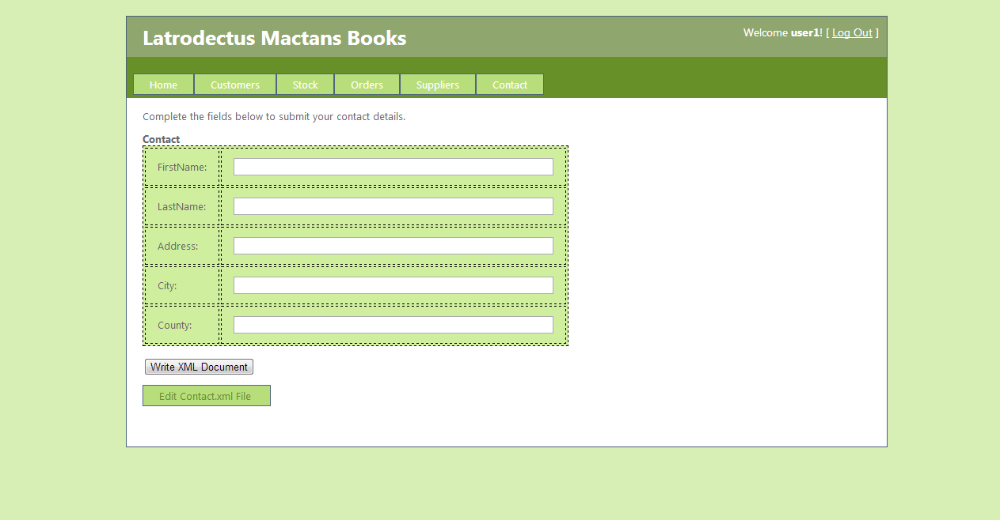 Latrodectus Mactans Books
Welcome user1! [ Log Out ]
Home Customers Stock Orders Suppliers Contact
Complete the fields below to submit your contact details.
Contact
FirstName:
LastName:
Address:
City:
County:
Write XML Document
Edit Contact.xml File